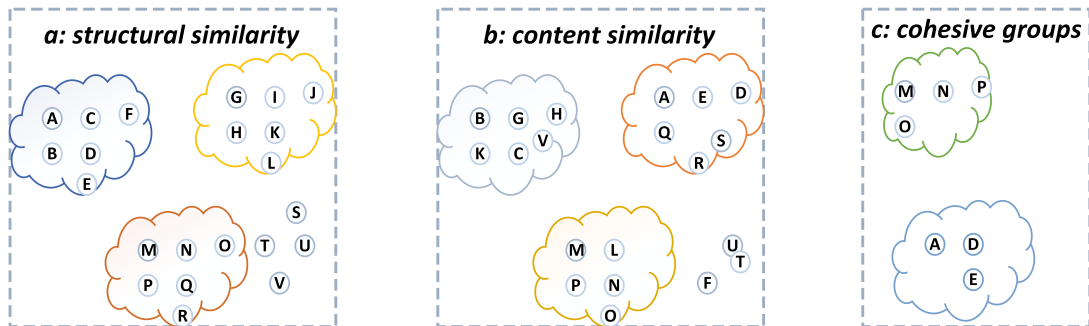 a: structural similarity
A C F
B D
E
G I J
H K
L
M N O
P Q
R
S
T U
V
b: content similarity
B G H
K C V
A E D
Q S
R
M L
P N
O
U
T
F
c: cohesive groups
M N P
O
A D
E